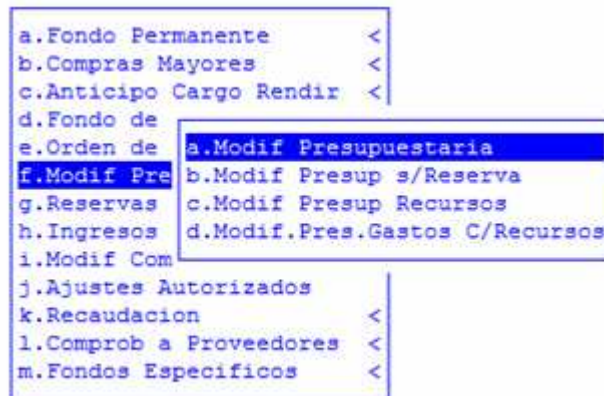 a.Fondo Permanente <
b.Compras Mayores <
c.Anticipo Cargo Rendir <
d.Fondo de
e.Orden de
f.Modif Pre
g.Reservas
h.Ingresos
i.Modif Com
j.Ajustes Autorizados
k.Recaudacion <
l.Comprob a Proveedores <
m.Fondos Especificos <
a.Modif Presupuestaria
b.Modif Presup s/Reserva
c.Modif Presup Recursos
d.Modif.Pres.Gastos C/Recursos